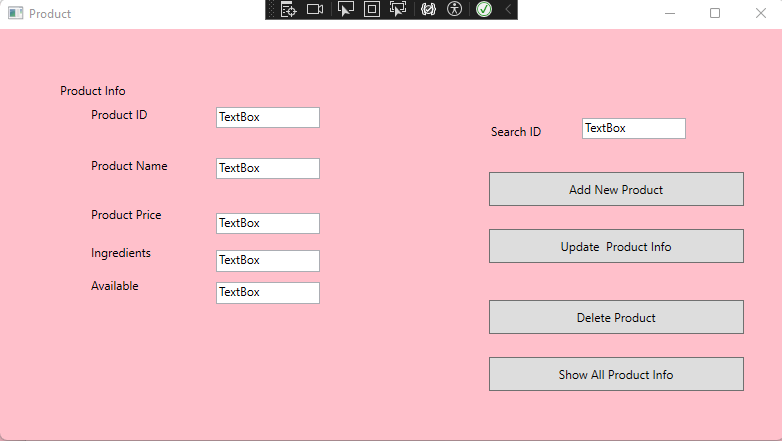 Product
Product Info
Product ID TextBox
Search ID TextBox
Product Name TextBox
Add New Product
Product Price TextBox
Update  Product Info
Ingredients TextBox
Available TextBox
Delete Product
Show All Product Info